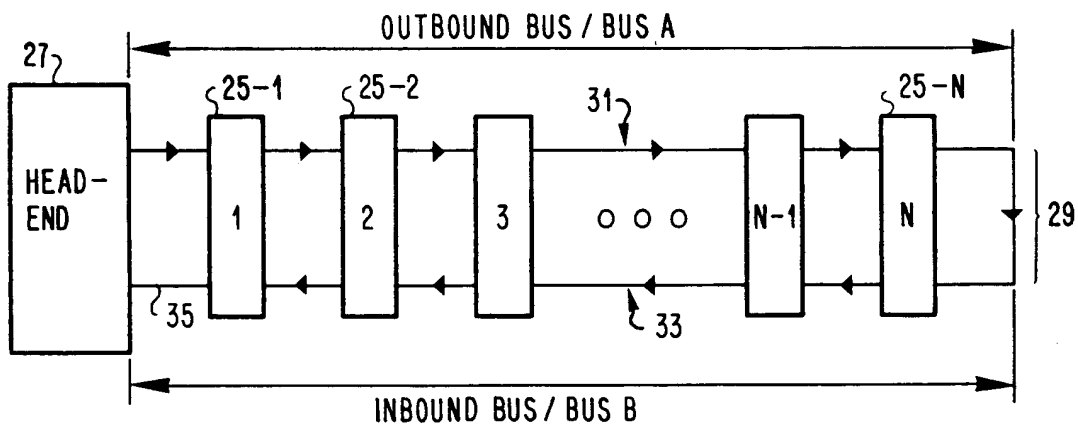 OUTBOUND BUS / BUS A
27
25-1
25-2
31
25-N
HEAD-
END
1
2
3
N-1
N
29
35
33
INBOUND BUS / BUS B